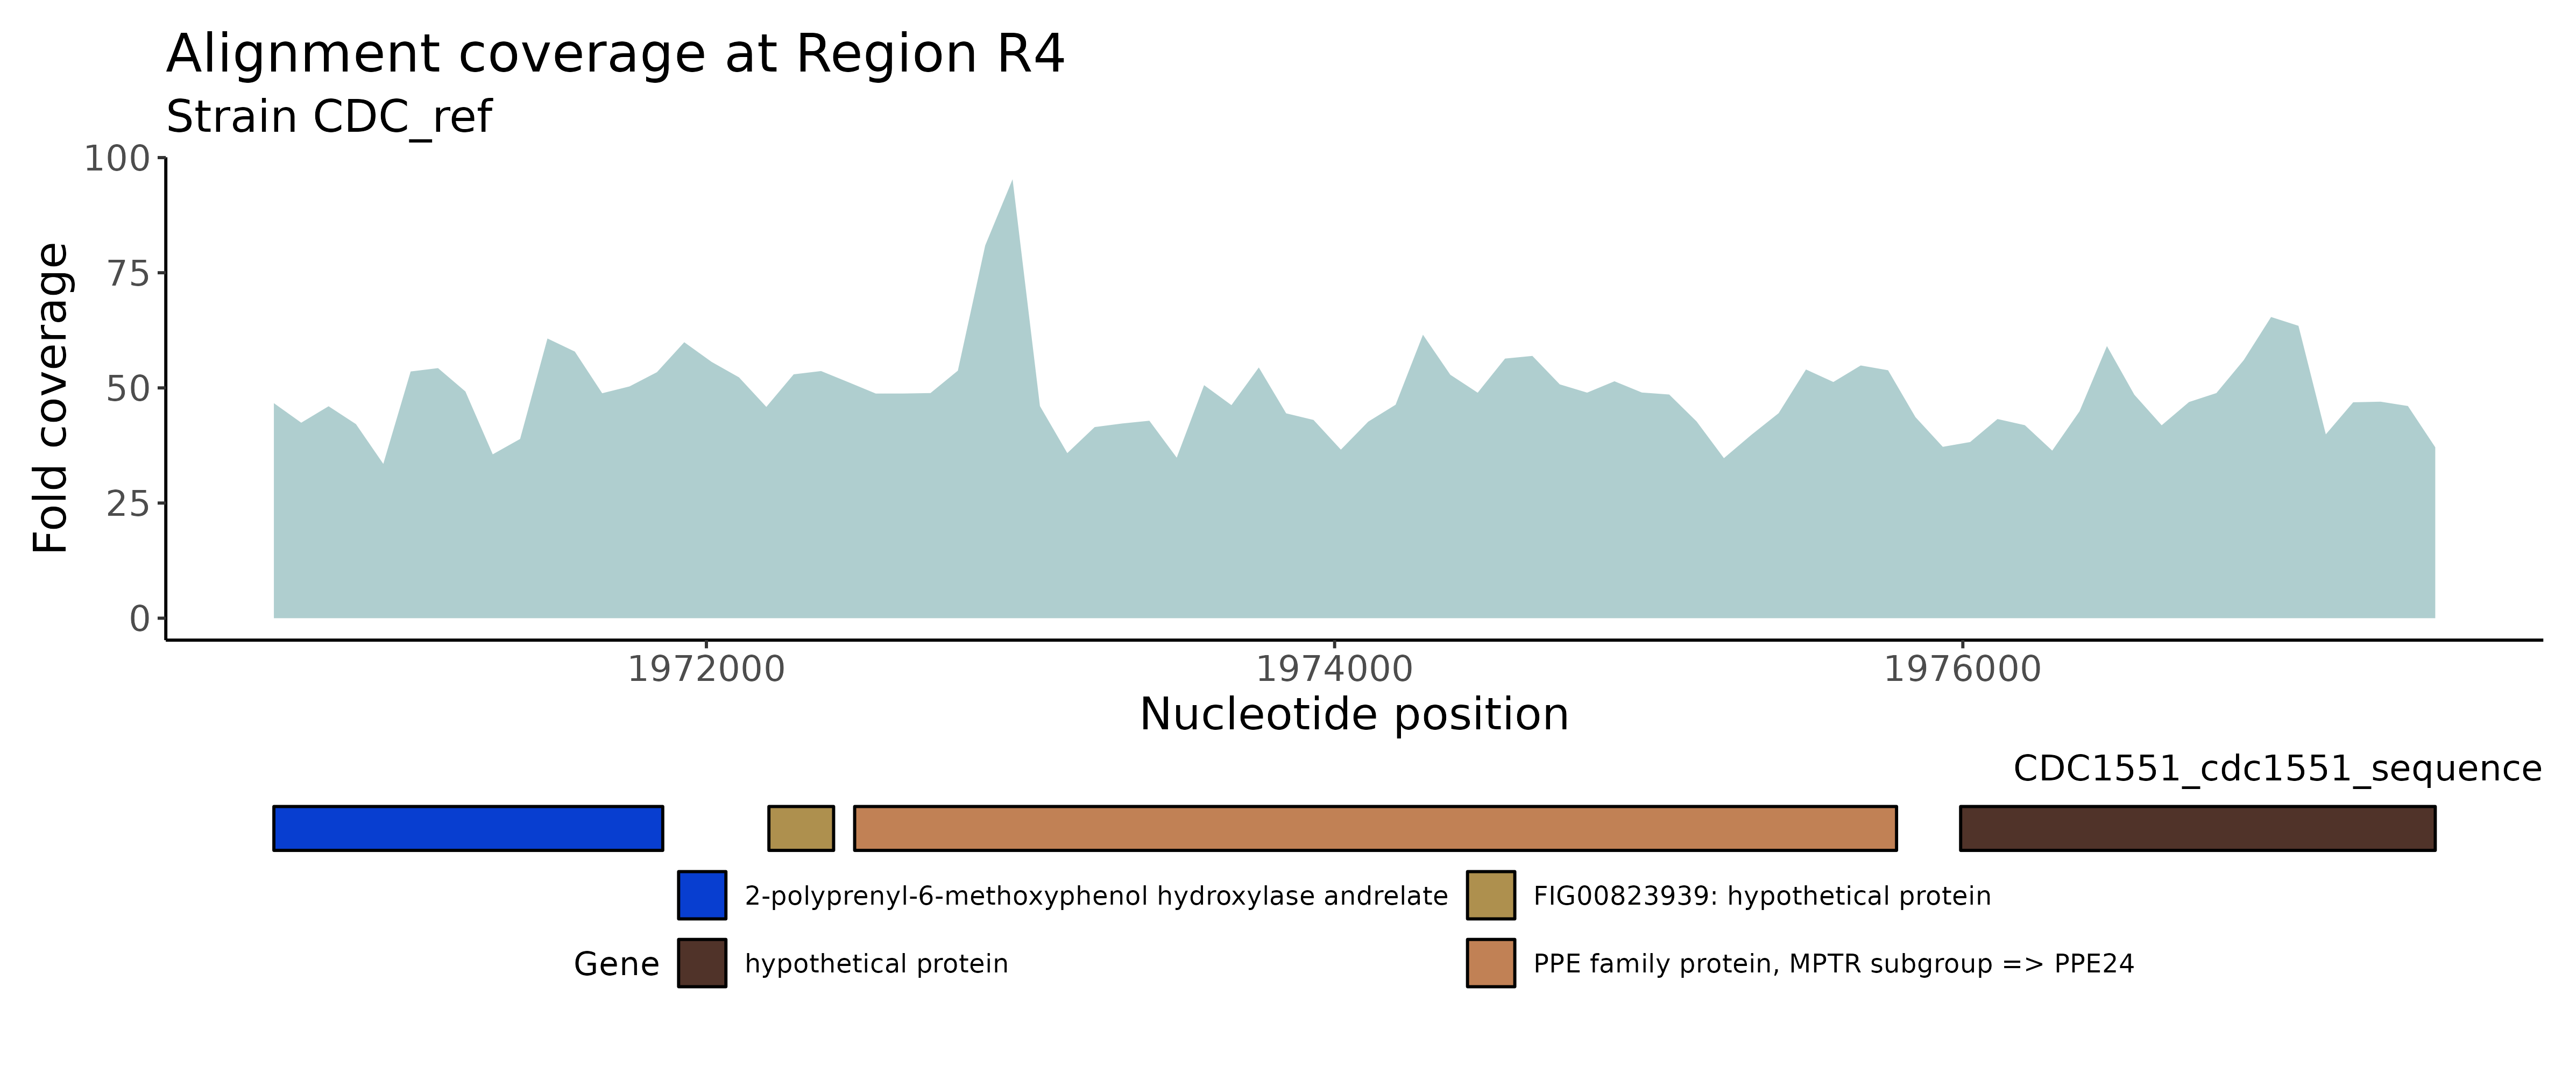 Alignment coverage at Region R4
Strain CDC_ref
Fold coverage
100
75
50
25
0
1972000 1974000 1976000
Nucleotide position
CDC1551_cdc1551_sequence
Gene
2-polyprenyl-6-methoxyphenol hydroxylase andrelate
FIG00823939: hypothetical protein
hypothetical protein
PPE family protein, MPTR subgroup => PPE24